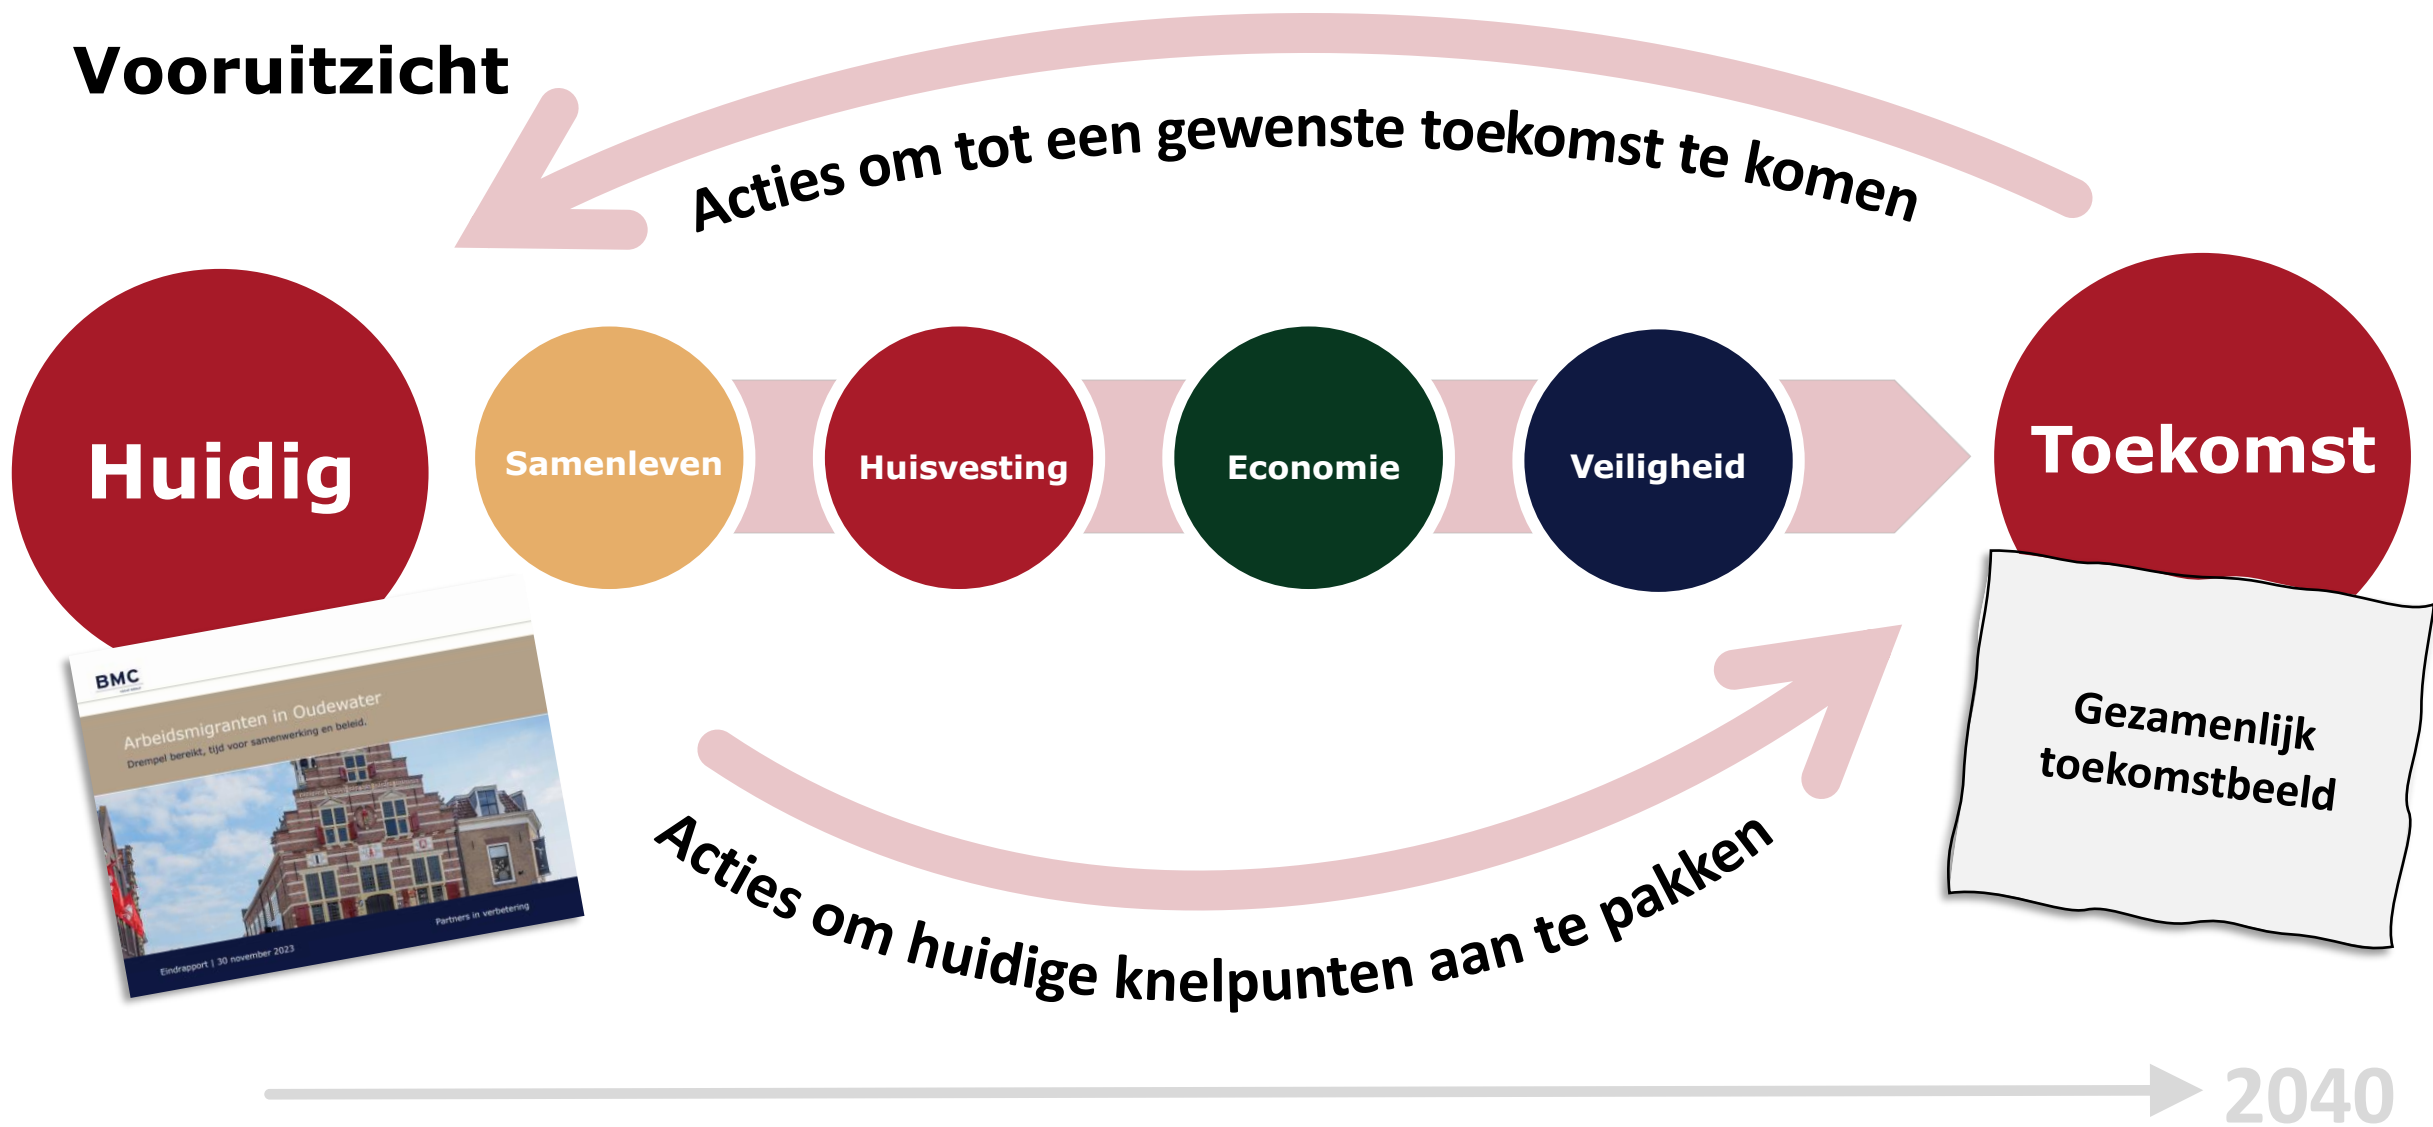 Vooruitzicht
Acties om tot een gewenste toekomst te komen
Huidig
Samenleven
Huisvesting
Economie
Veiligheid
Toekomst
BMC
Arbeidsmigranten in Oudewater
Drempel bereikt, tijd voor samenwerking en beleid.
Partners in verbetering
Eindrapport | 30 november 2023
Gezamenlijk
toekomstbeeld
Acties om huidige knelpunten aan te pakken
2040